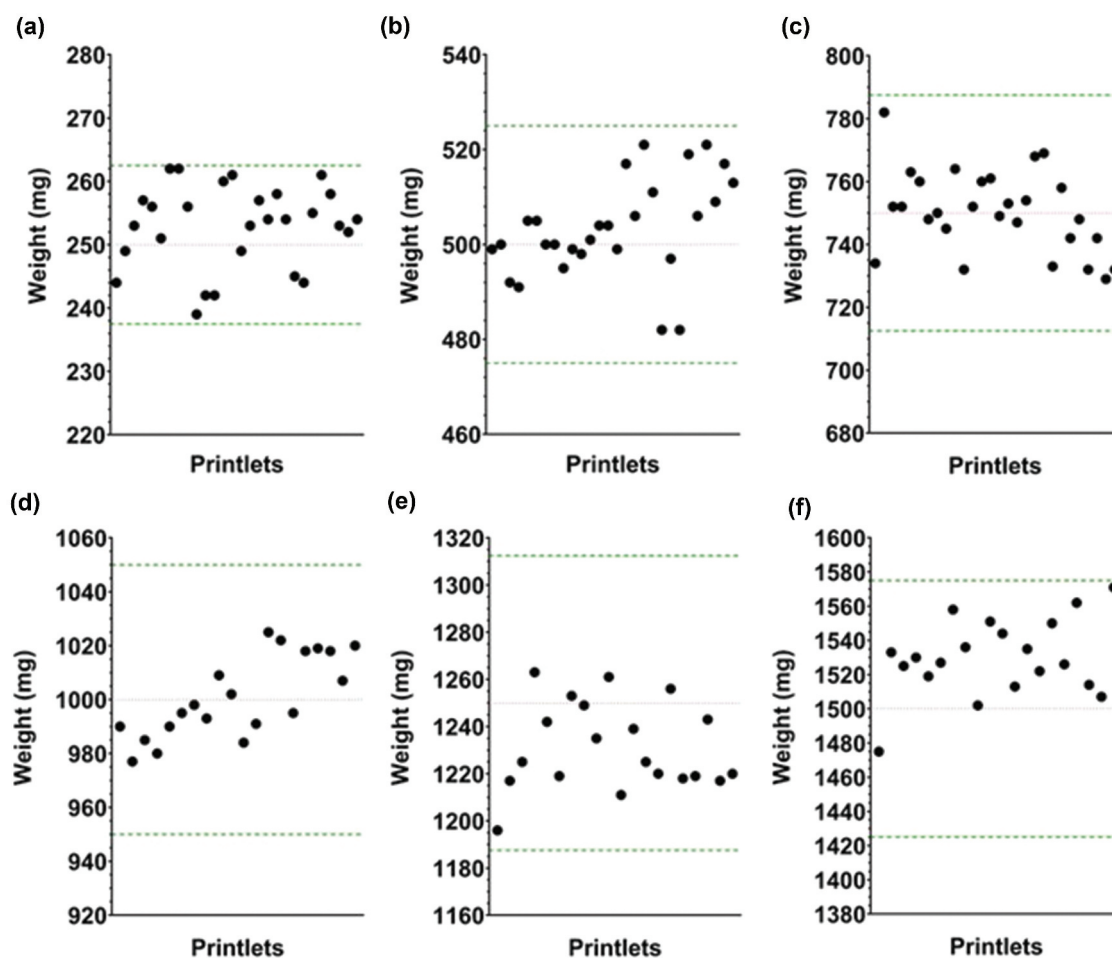 (a)
280
270
260
250
240
230
220
Weight (mg)
Printlets
(b)
540
520
500
480
460
Weight (mg)
Printlets
(c)
800
780
760
740
720
700
680
Weight (mg)
Printlets
(d)
1060
1040
1020
1000
980
960
940
920
Weight (mg)
Printlets
(e)
1320
1300
1280
1260
1240
1220
1200
1180
1160
Weight (mg)
Printlets
(f)
1600
1580
1560
1540
1520
1500
1480
1460
1440
1420
1400
1380
Weight (mg)
Printlets